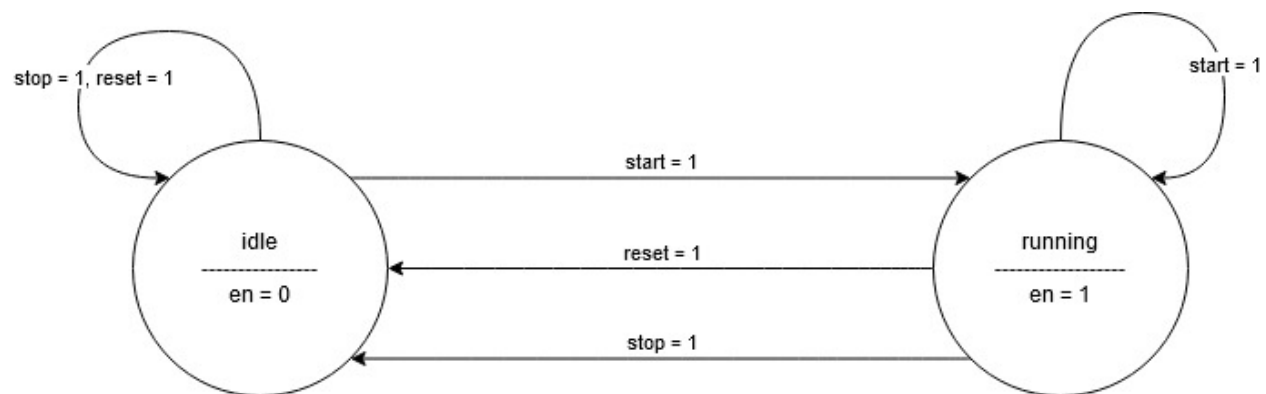 stop = 1, reset = 1
start = 1
start = 1
idle
en = 0
reset = 1
running
en = 1
stop = 1